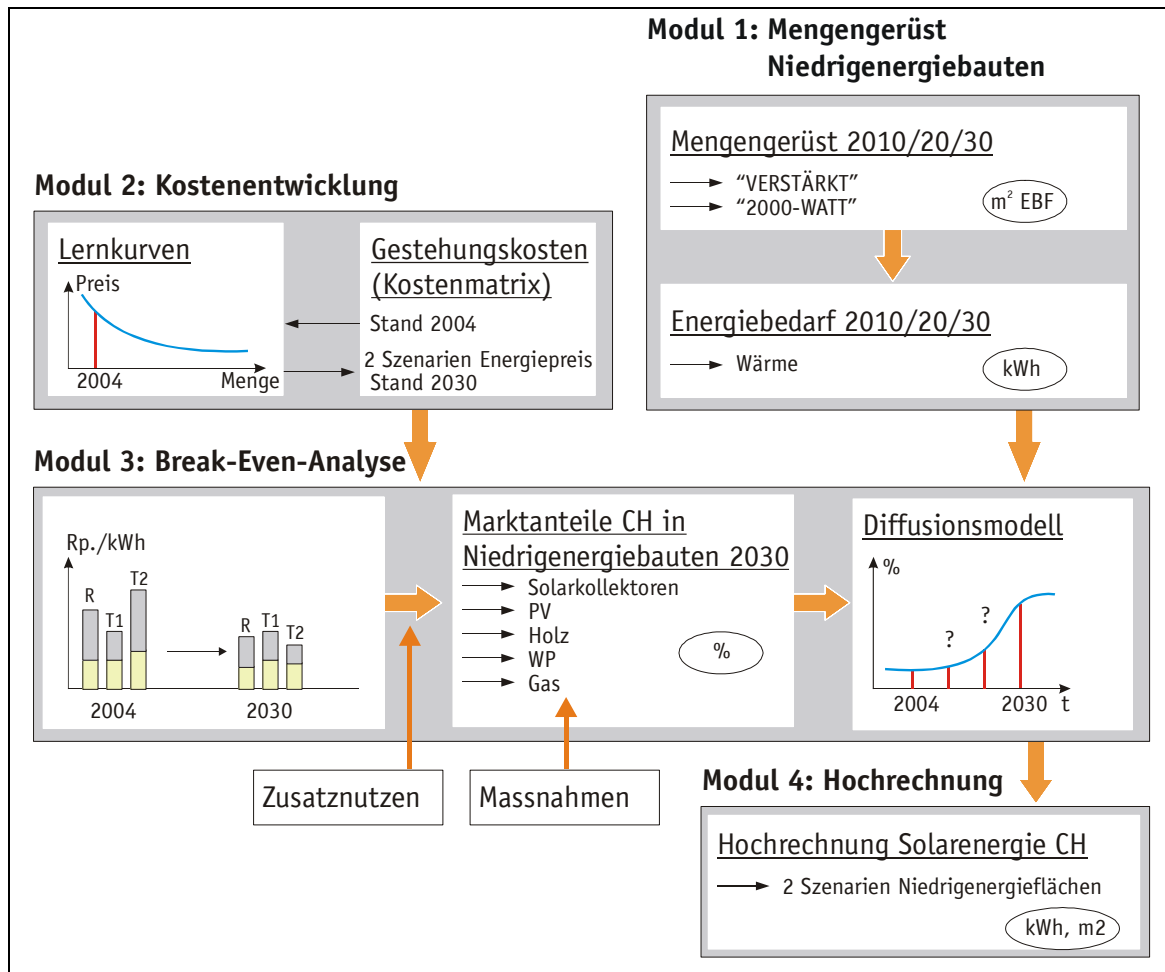 Modul 1: Mengengerüst
Niedrigenergiebauten
Mengengerüst 2010/20/30
“VERSTÄRKT”
“2000-WATT”
m² EBF
Energiebedarf 2010/20/30
Wärme
kWh
Modul 2: Kostenentwicklung
Lernkurven
Preis
2004
Menge
Gestehungskosten
(Kostenmatrix)
Stand 2004
2 Szenarien Energiepreis
Stand 2030
Modul 3: Break-Even-Analyse
Rp./kWh
R T1 T2
R T1 T2
2004 2030
Marktanteile CH in
Niedrigenergiebauten 2030
Solarkollektoren
PV
Holz
WP
Gas
%
Diffusionsmodell
%
? ?
2004 2030 t
Zusatznutzen
Massnahmen
Modul 4: Hochrechnung
Hochrechnung Solarenergie CH
2 Szenarien Niedrigenergieflächen
kWh, m2